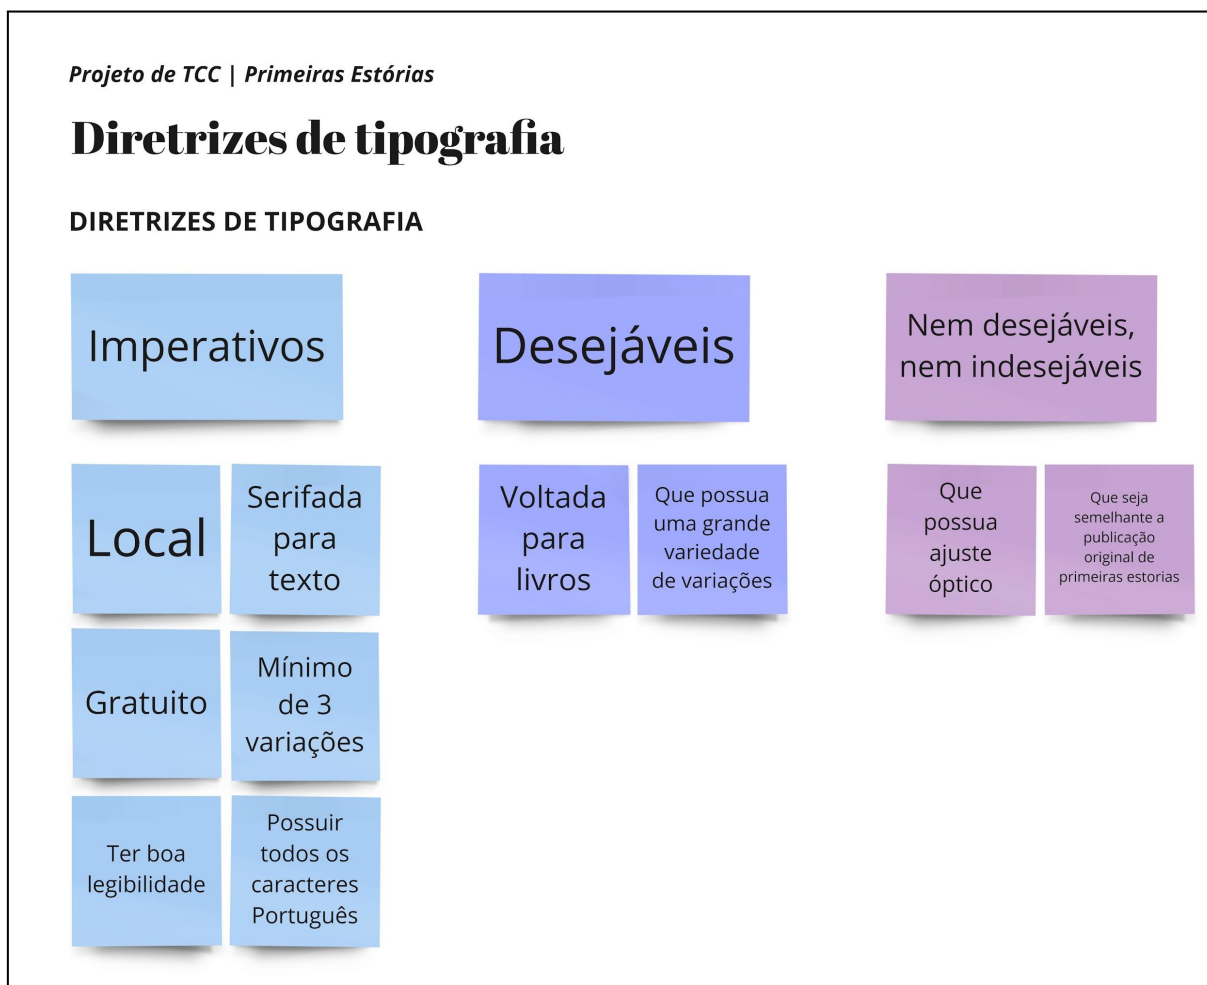 Projeto de TCC | Primeiras Estórias
Diretrizes de tipografia
DIRETRIZES DE TIPOGRAFIA
Imperativos
Local
Serifada
para
texto
Gratuito
Mínimo
de 3
variações
Ter boa
legibilidade
Possuir
todos os
caracteres
Português
Desejáveis
Voltada
para
livros
Que possua
uma grande
variedade
de variações
Nem desejáveis,
nem indesejáveis
Que
possua
ajuste
óptico
Que seja
semelhante a
publicação
original de
primeiras estorias